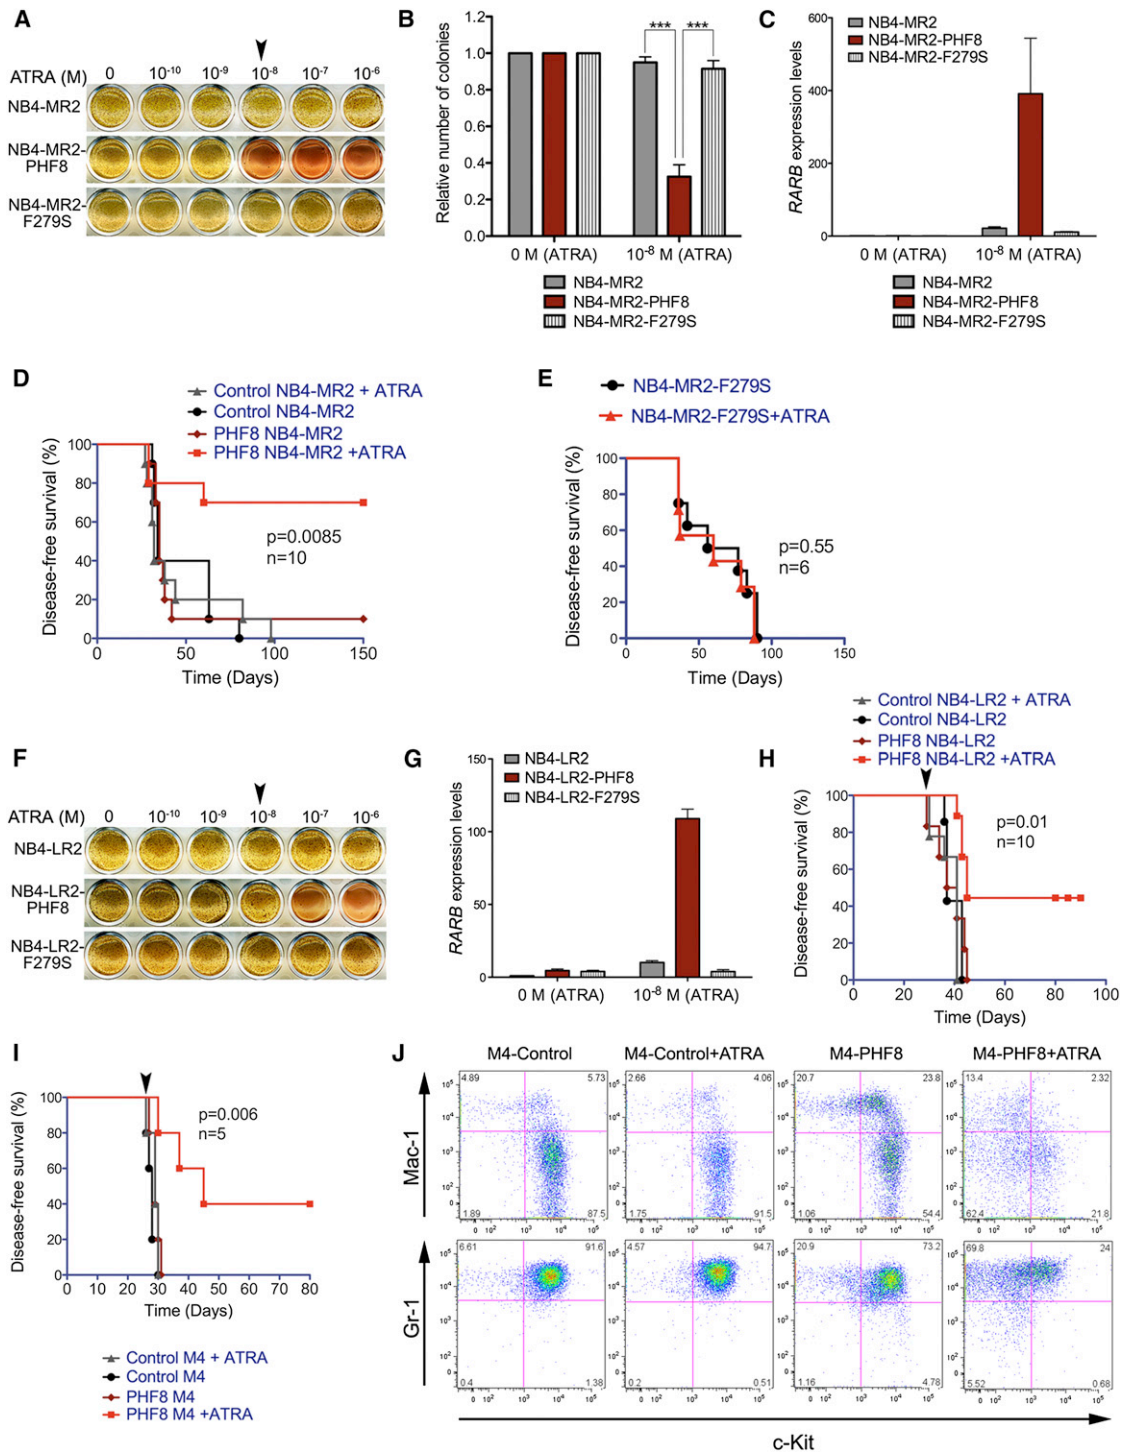 A
ATRA (M) 0 10-10 10-9 10-8 10-7 10-6
NB4-MR2
NB4-MR2-
PHF8
NB4-MR2-
F279S
B
Relative number of colonies
1.2
1.0
0.8
0.6
0.4
0.2
0.0
*** ***
0 M (ATRA) 10-8 M (ATRA)
NB4-MR2
NB4-MR2-PHF8
NB4-MR2-F279S
C
RARB expression levels
600
400
200
0
NB4-MR2
NB4-MR2-PHF8
NB4-MR2-F279S
0 M (ATRA) 10-8 M (ATRA)
NB4-MR2
NB4-MR2-PHF8
NB4-MR2-F279S
D
Control NB4-MR2 + ATRA
Control NB4-MR2
PHF8 NB4-MR2
PHF8 NB4-MR2 +ATRA
Disease-free survival (%)
100
80
60
40
20
0
p=0.0085
n=10
0 50 100 150
Time (Days)
E
NB4-MR2-F279S
NB4-MR2-F279S+ATRA
Disease-free survival (%)
100
80
60
40
20
0
p=0.55
n=6
0 50 100 150
Time (Days)
F
ATRA (M) 0 10-10 10-9 10-8 10-7 10-6
NB4-LR2
NB4-LR2-
PHF8
NB4-LR2-
F279S
G
RARB expression levels
150
100
50
0
NB4-LR2
NB4-LR2-PHF8
NB4-LR2-F279S
0 M (ATRA) 10-8 M (ATRA)
H
Control NB4-LR2 + ATRA
Control NB4-LR2
PHF8 NB4-LR2
PHF8 NB4-LR2 +ATRA
Disease-free survival (%)
100
80
60
40
20
0
p=0.01
n=10
0 20 40 60 80 100
Time (Days)
I
Disease-free survival (%)
100
80
60
40
20
0
p=0.006
n=5
0 10 20 30 40 50 60 70 80
Time (Days)
Control M4 + ATRA
Control M4
PHF8 M4
PHF8 M4 +ATRA
J
M4-Control M4-Control+ATRA M4-PHF8 M4-PHF8+ATRA
Mac-1
105
104
103
102
0
4.89 5.73
1.89 87.5
2.66 4.06
1.75 91.5
20.7 23.8
1.06 54.4
13.4 2.32
62.4 21.8
Gr-1
6.61 91.6
0.4 1.38
4.57 94.7
0.2 0.51
20.9 73.2
1.16 4.78
69.8 24
5.52 0.68
0 102 103 104 105
c-Kit